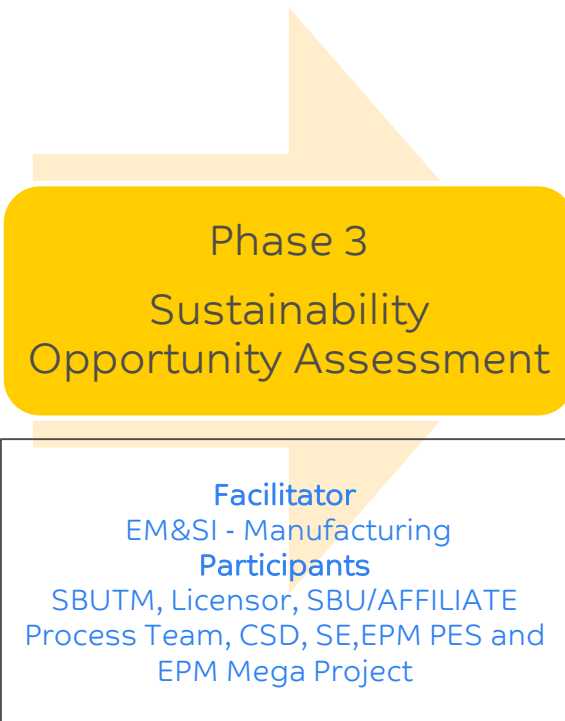 Phase 3
Sustainability
Opportunity Assessment
Facilitator
EM&SI - Manufacturing
Participants
SBUTM, Licensor, SBU/AFFILIATE
Process Team, CSD, SE,EPM PES and
EPM Mega Project